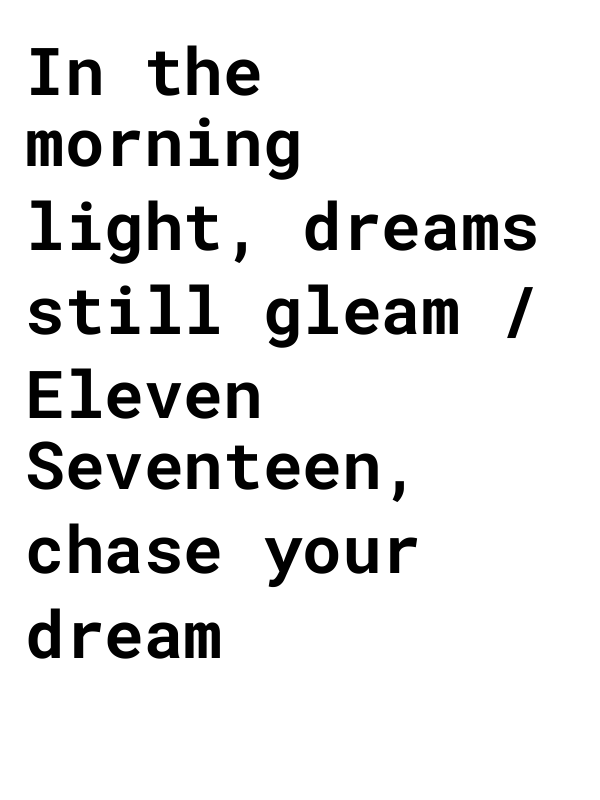 In the
morning
light, dreams
still gleam /
Eleven
Seventeen,
chase your
dream